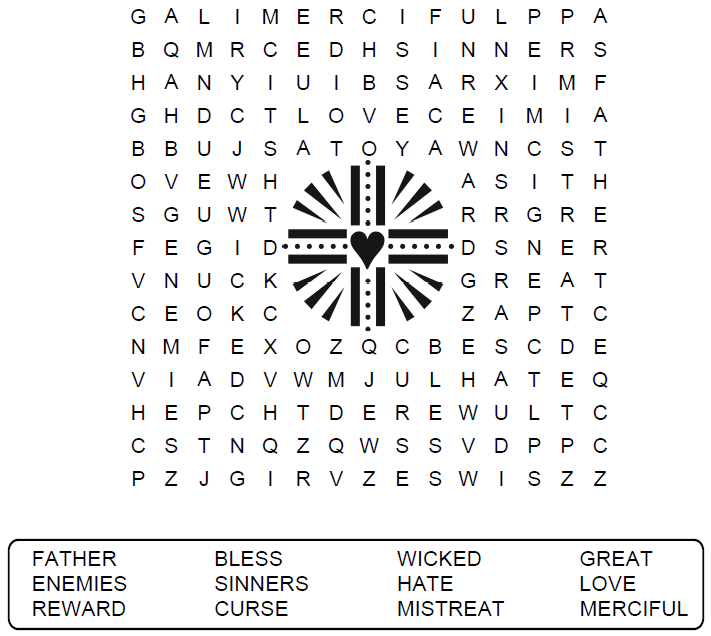 G A L I M E R C I F U L P P A
B Q M R C E D H S I N N E R S
H A N Y I U I B S A R X I M F
G H D C T L O V E C E I M I A
B B U J S A T O Y A W N C S T
O V E W H A S I T H
S G U W T R R G R E
F E G I D D S N E R
V N U C K G R E A T
C E O K C Z A P T C
N M F E X O Z Q C B E S C D E
V I A D V W M J U L H A T E Q
H E P C H T D E R E W U L T C
C S T N Q Z Q W S S V D P P C
P Z J G I R V Z E S W I S Z Z
FATHER BLESS WICKED GREAT
ENEMIES SINNERS HATE LOVE
REWARD CURSE MISTREAT MERCIFUL